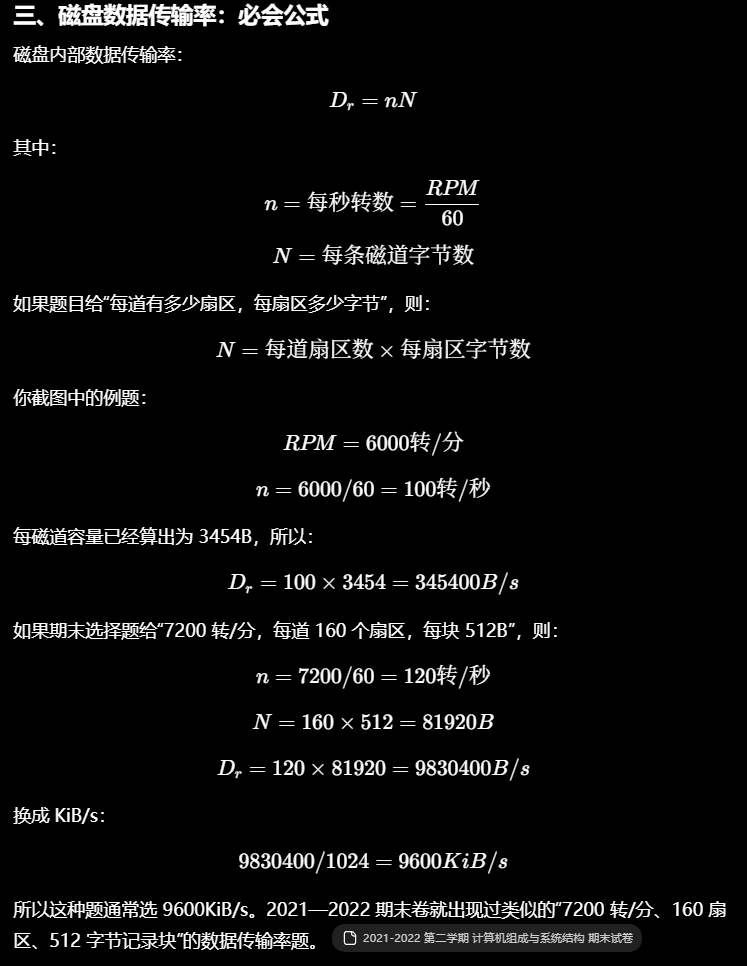 三、磁盘数据传输率：必会公式
磁盘内部数据传输率：
D_r = nN
其中：
n = 每秒转数 = RPM/60
N = 每条磁道字节数
如果题目给“每道有多少扇区，每扇区多少字节”，则：
N = 每道扇区数 × 每扇区字节数
你截图中的例题：
RPM = 6000转/分
n = 6000/60 = 100转/秒
每磁道容量已经算出为 3454B，所以：
D_r = 100 × 3454 = 345400B/s
如果期末选择题给“7200 转/分，每道 160 个扇区，每块 512B”，则：
n = 7200/60 = 120转/秒
N = 160 × 512 = 81920B
D_r = 120 × 81920 = 9830400B/s
换成 KiB/s：
9830400/1024 = 9600KiB/s
所以这种题通常选 9600KiB/s。2021—2022 期末卷就出现过类似的“7200 转/分、160 扇
区、512 字节记录块”的数据传输率题。 2021-2022 第二学期 计算机组成与系统结构 期末试卷